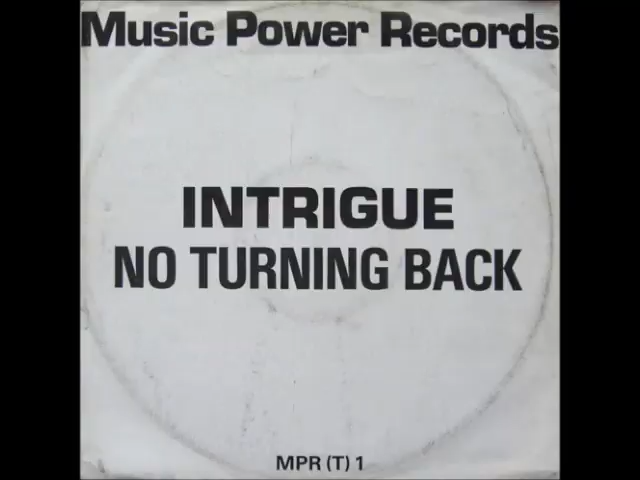 Music Power Records
INTRIGUE
NO TURNING BACK
MPR (T) 1